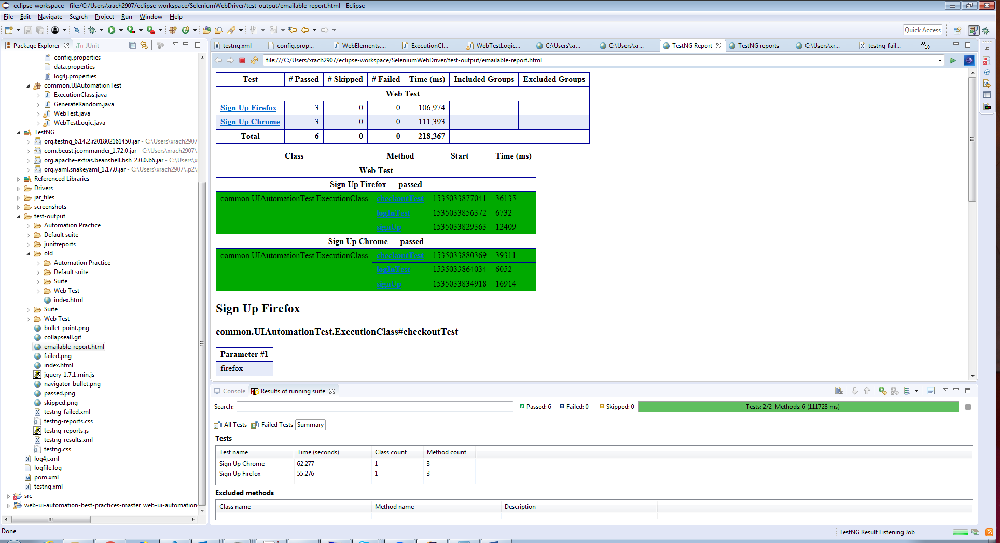 eclipse-workspace - file:/C:/Users/xrach2907/eclipse-workspace/SeleniumWebDriver/test-output/emailable-report.html - Eclipse
File Edit Navigate Search Project Run Window Help
Quick Access
Package Explorer JUnit
config.properties
data.properties
log4j.properties
common.UIAutomationTest
ExecutionClass.java
GenerateRandom.java
WebTest.java
WebTestLogic.java
TestNG
org.testng_6.14.2.r201802161450.jar - C:\Users\xrach2907
com.beust.jcommander_1.72.0.jar - C:\Users\xrach2907\
org.apache-extras.beanshell.bsh_2.0.0.b6.jar - C:\Users\x
org.yaml.snakeyaml_1.17.0.jar - C:\Users\xrach2907\.p2\
Referenced Libraries
Drivers
jar_files
screenshots
test-output
Automation Practice
Default suite
junitreports
old
Automation Practice
Default suite
Suite
Web Test
index.html
Suite
Web Test
bullet_point.png
collapseall.gif
emailable-report.html
failed.png
index.html
jquery-1.7.1.min.js
navigator-bullet.png
passed.png
skipped.png
testng-failed.xml
testng-reports.css
testng-reports.js
testng-results.xml
testng.css
log4j.xml
logfile.log
pom.xml
testng.xml
src
web-ui-automation-best-practices-master_web-ui-automation
testng.xml config.prop... WebElements.... ExecutionCl... WebTestLogic... C:\Users\xr... C:\Users\xr... TestNG Report TestNG reports C:\Users\xr... testng-fail... »10
file:///C:/Users/xrach2907/eclipse-workspace/SeleniumWebDriver/test-output/emailable-report.html
Test # Passed # Skipped # Failed Time (ms) Included Groups Excluded Groups
Web Test
Sign Up Firefox 3 0 0 106,974
Sign Up Chrome 3 0 0 111,393
Total 6 0 0 218,367
Class Method Start Time (ms)
Web Test
Sign Up Firefox — passed
common.UIAutomationTest.ExecutionClass checkoutTest 1535033877041 36135
logInTest 1535033856372 6732
signUp 1535033829363 12409
Sign Up Chrome — passed
common.UIAutomationTest.ExecutionClass checkoutTest 1535033880369 39311
logInTest 1535033864034 6052
signUp 1535033834918 16914
Sign Up Firefox
common.UIAutomationTest.ExecutionClass#checkoutTest
Parameter #1
firefox
Console Results of running suite
Search: Passed: 6 Failed: 0 Skipped: 0 Tests: 2/2 Methods: 6 (111728 ms)
All Tests Failed Tests Summary
Tests
Test name Time (seconds) Class count Method count
Sign Up Chrome 62.277 1 3
Sign Up Firefox 55.276 1 3
Excluded methods
Class name Method name Description
Done
TestNG Result Listening Job